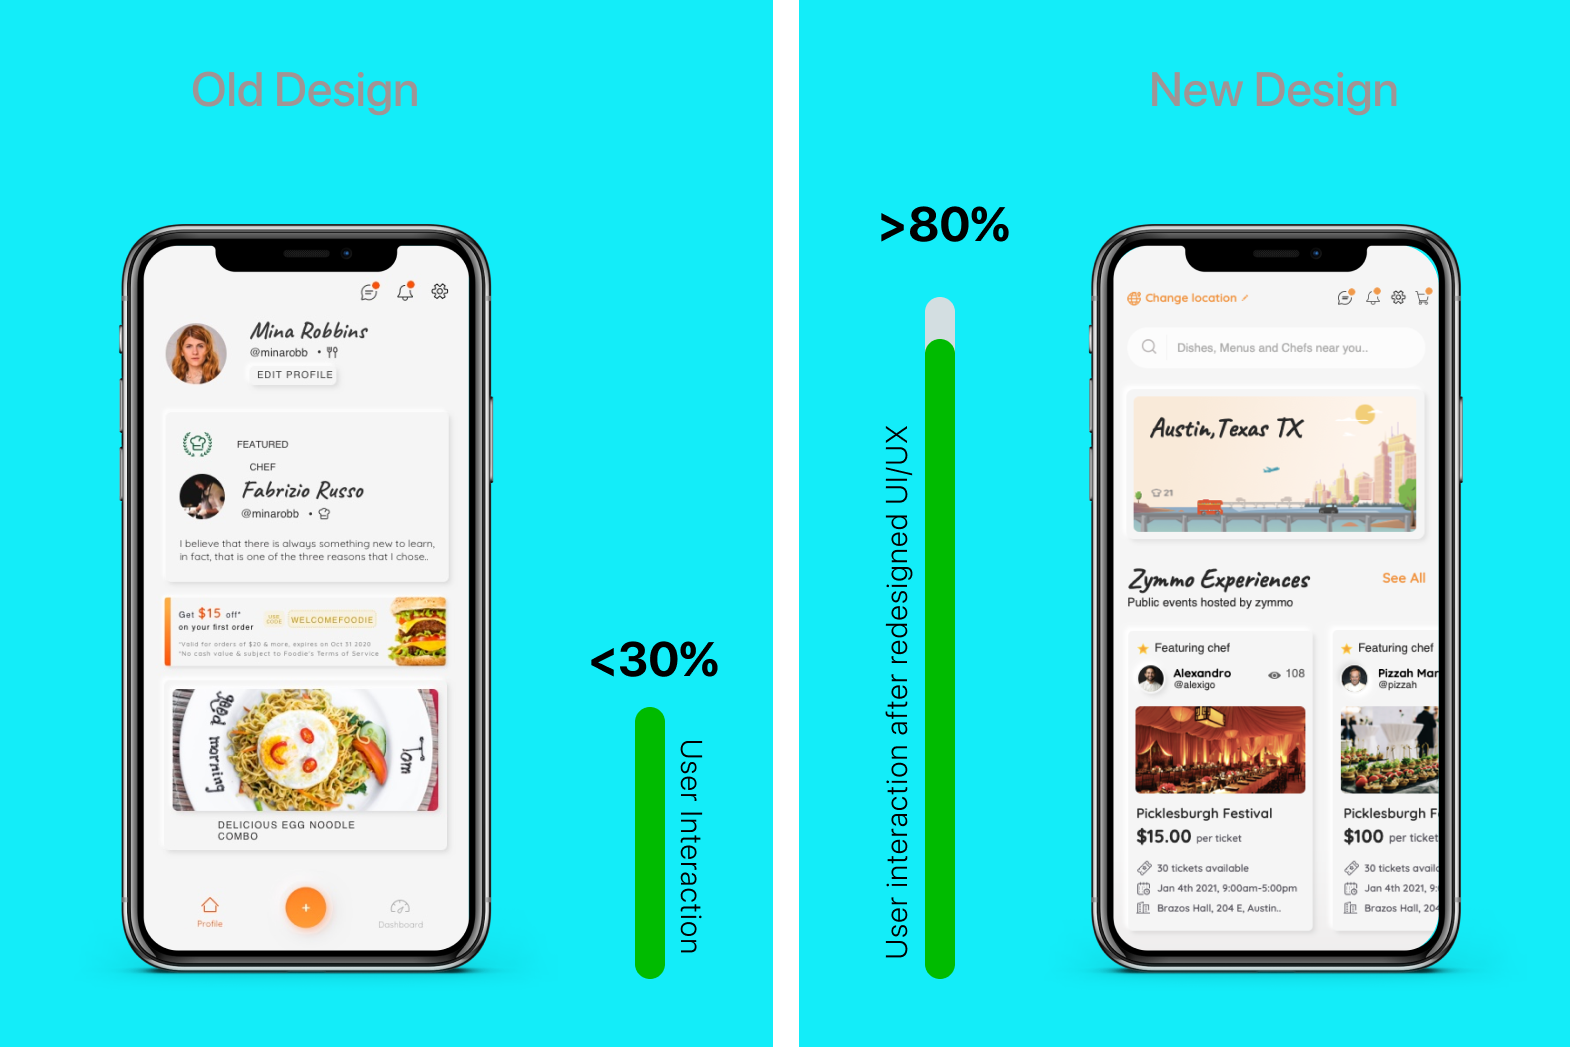 Old Design
Mina Robbins
@minarobb •
EDIT PROFILE
FEATURED
CHEF
Fabrizio Russo
@minarobb •
I believe that there is always something new to learn,
in fact, that is one of the three reasons that I chose..
Get $15 off*
on your first order
USE
CODE
WELCOMEFOODIE
*Valid for orders of $20 & more, expires on Oct 31 2020
*No cash value & subject to Foodie's Terms of Service
good morning
Tom
DELICIOUS EGG NOODLE
COMBO
+
Profile
Dashboard
<30%
User Interaction
New Design
>80%
User interaction after redesigned UI/UX
Change location
Dishes, Menus and Chefs near you..
Austin,Texas TX
21
Zymmo Experiences
See All
Public events hosted by zymmo
Featuring chef
Alexandro
@alexigo
108
Picklesburgh Festival
$15.00 per ticket
30 tickets available
Jan 4th 2021, 9:00am-5:00pm
Brazos Hall, 204 E, Austin..
Featuring chef
Pizzah Mar
@pizzah
Picklesburgh F
$100 per ticket
30 tickets availa
Jan 4th 2021, 9:
Brazos Hall, 204